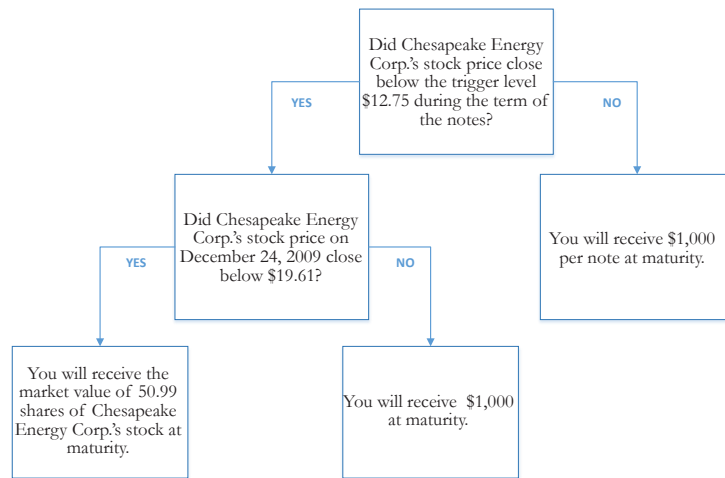 Did Chesapeake Energy
Corp.'s stock price close
below the trigger level
$12.75 during the term of
the notes?
YES
NO
Did Chesapeake Energy
Corp.'s stock price on
December 24, 2009 close
below $19.61?
You will receive $1,000
per note at maturity.
YES
NO
You will receive the
market value of 50.99
shares of Chesapeake
Energy Corp.'s stock at
maturity.
You will receive $1,000
at maturity.